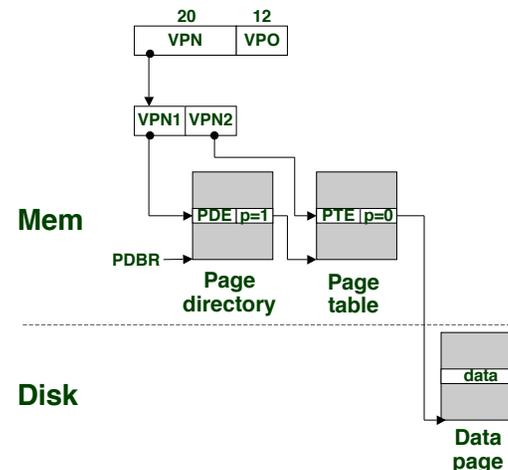 20 12
VPN VPO
VPN1 VPN2
Mem
PDE p=1
PTE p=0
PDBR
Page
directory
Page
table
Disk
data
Data
page